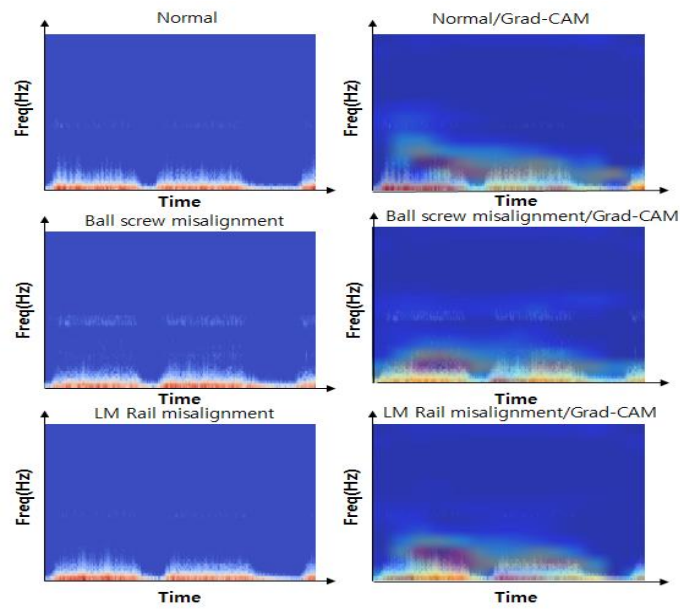 Normal
Normal/Grad-CAM
Freq(Hz)
Freq(Hz)
Time
Time
Ball screw misalignment
Ball screw misalignment/Grad-CAM
Freq(Hz)
Freq(Hz)
Time
Time
LM Rail misalignment
LM Rail misalignment/Grad-CAM
Freq(Hz)
Freq(Hz)
Time
Time